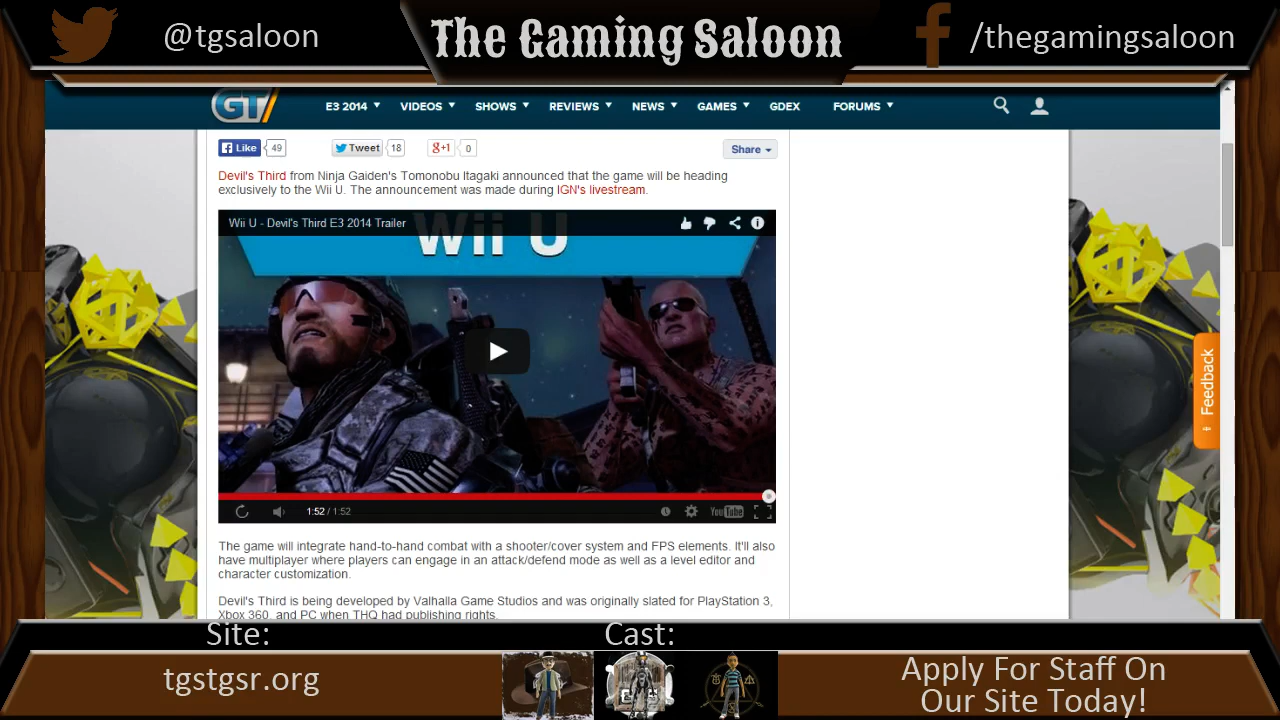 @tgsaloon
The Gaming Saloon
/thegamingsaloon
GT
E3 2014 VIDEOS SHOWS REVIEWS NEWS GAMES GDEX FORUMS
Like 49 Tweet 18 g+1 0 Share
Devil's Third from Ninja Gaiden's Tomonobu Itagaki announced that the game will be heading
exclusively to the Wii U. The announcement was made during IGN's livestream.
Wii U - Devil's Third E3 2014 Trailer
Wii U
1:52 / 1:52
YouTube
Feedback
The game will integrate hand-to-hand combat with a shooter/cover system and FPS elements. It'll also
have multiplayer where players can engage in an attack/defend mode as well as a level editor and
character customization.
Devil's Third is being developed by Valhalla Game Studios and was originally slated for PlayStation 3,
Xbox 360, and PC when THQ had publishing rights.
Site:
Cast:
tgstgsr.org
Apply For Staff On
Our Site Today!